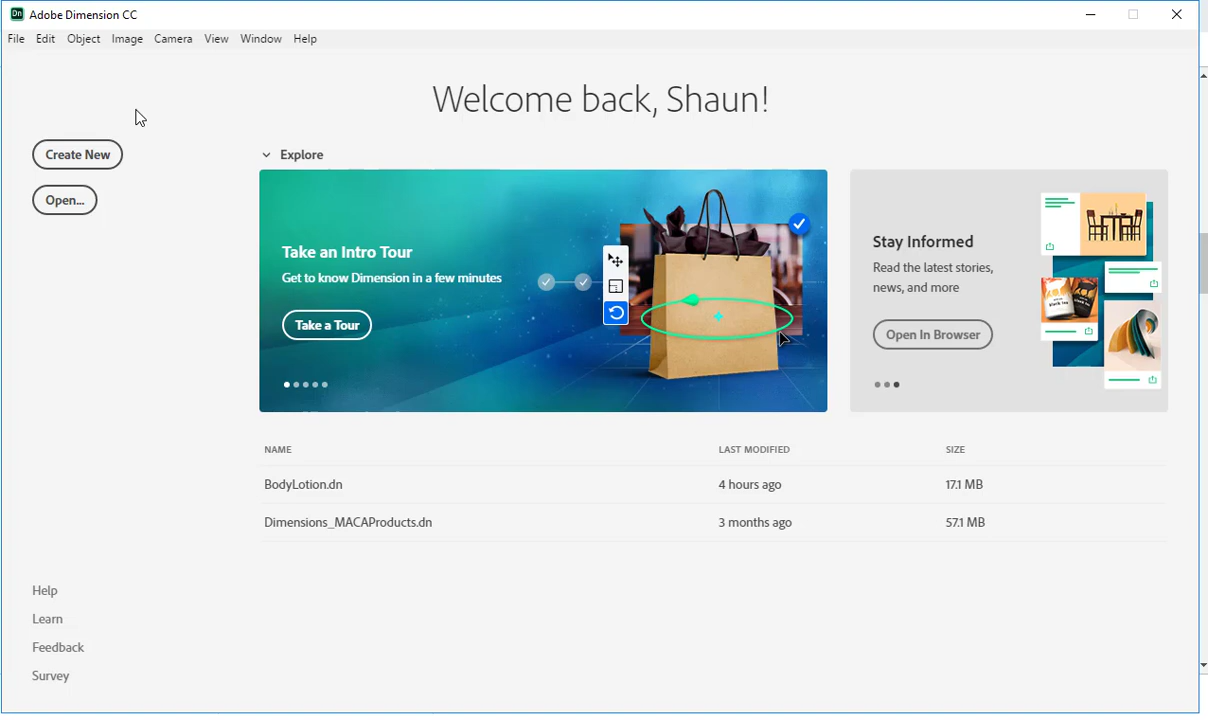 Dn Adobe Dimension CC
File Edit Object Image Camera View Window Help
Welcome back, Shaun!
Create New
Open...
Explore
Take an Intro Tour
Get to know Dimension in a few minutes
Take a Tour
Stay Informed
Read the latest stories,
news, and more
Open In Browser
NAME LAST MODIFIED SIZE
BodyLotion.dn 4 hours ago 17.1 MB
Dimensions_MACAProducts.dn 3 months ago 57.1 MB
Help
Learn
Feedback
Survey